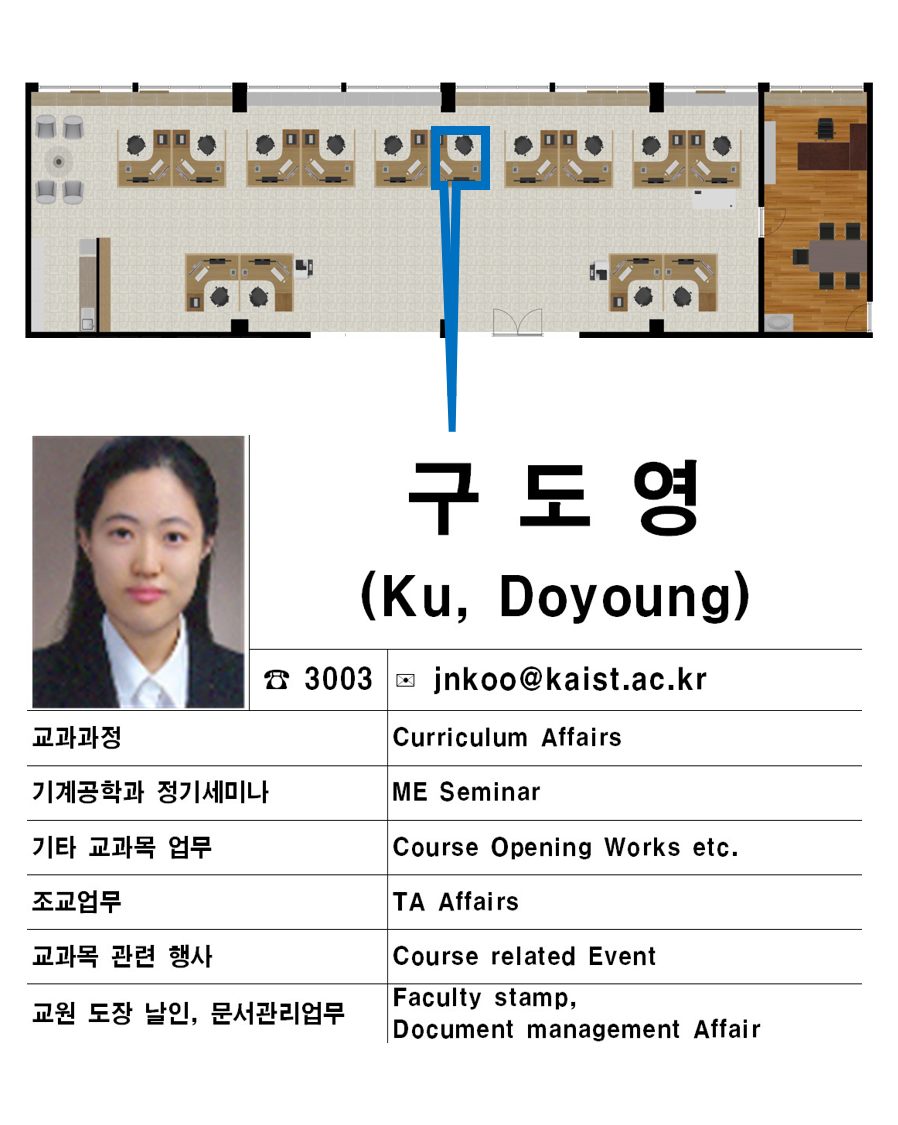 구 도 영
(Ku, Doyoung)
☎ 3003
✉ jnkoo@kaist.ac.kr
교과과정
Curriculum Affairs
기계공학과 정기세미나
ME Seminar
기타 교과목 업무
Course Opening Works etc.
조교업무
TA Affairs
교과목 관련 행사
Course related Event
교원 도장 날인, 문서관리업무
Faculty stamp,
Document management Affair